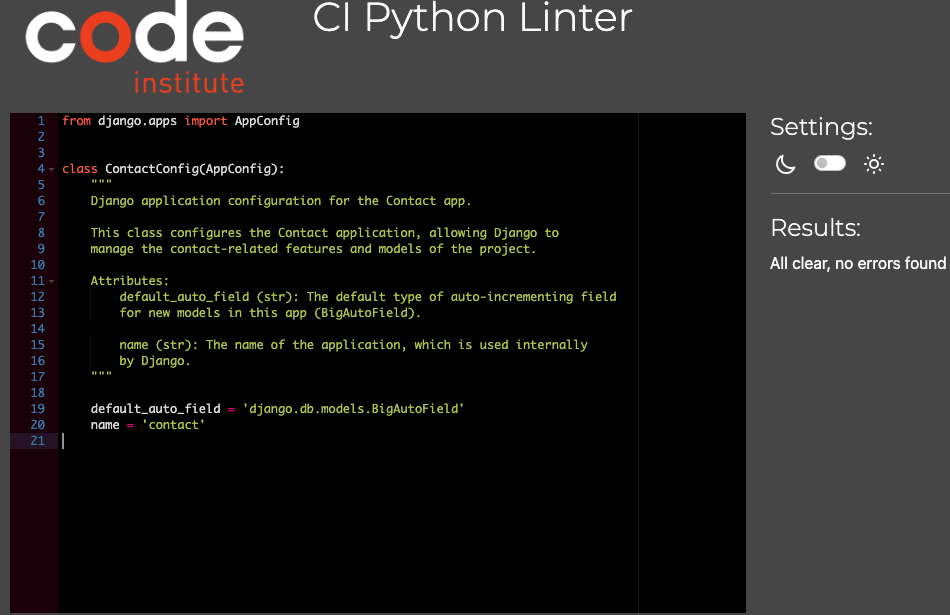 code
institute
CI Python Linter
1 from django.apps import AppConfig
2
3
4 class ContactConfig(AppConfig):
5     """
6     Django application configuration for the Contact app.
7
8     This class configures the Contact application, allowing Django to
9     manage the contact-related features and models of the project.
10
11     Attributes:
12         default_auto_field (str): The default type of auto-incrementing field
13         for new models in this app (BigAutoField).
14
15         name (str): The name of the application, which is used internally
16         by Django.
17     """
18
19     default_auto_field = 'django.db.models.BigAutoField'
20     name = 'contact'
21
Settings:
Results:
All clear, no errors found